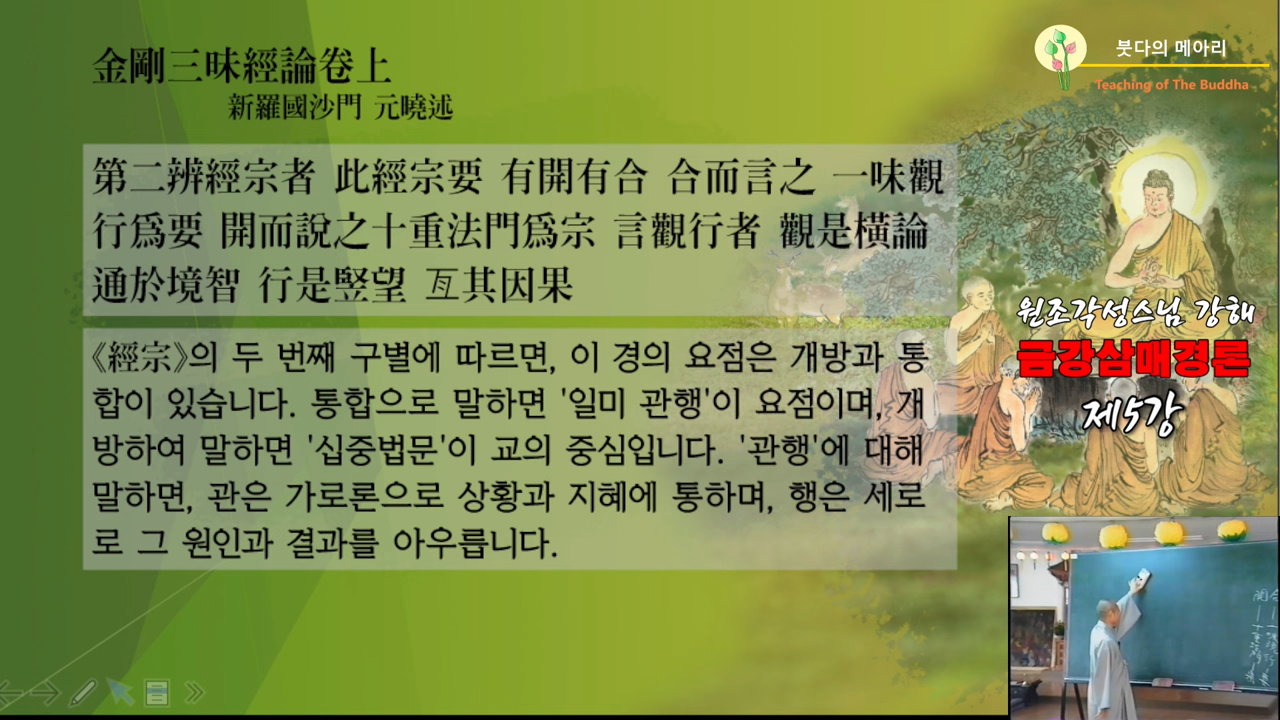 金剛三昧經論卷上
新羅國沙門 元曉述
第二辨經宗者 此經宗要 有開有合 合而言之 一味觀
行爲要 開而說之十重法門爲宗 言觀行者 觀是橫論
通於境智 行是竪望 亙其因果
《經宗》의 두 번째 구별에 따르면, 이 경의 요점은 개방과 통
합이 있습니다. 통합으로 말하면 '일미 관행'이 요점이며, 개
방하여 말하면 '십중법문'이 교의 중심입니다. '관행'에 대해
말하면, 관은 가로론으로 상황과 지혜에 통하며, 행은 세로
로 그 원인과 결과를 아우릅니다.
붓다의 메아리
Teaching of The Buddha
원조각성스님 강해
금강삼매경론
제5강